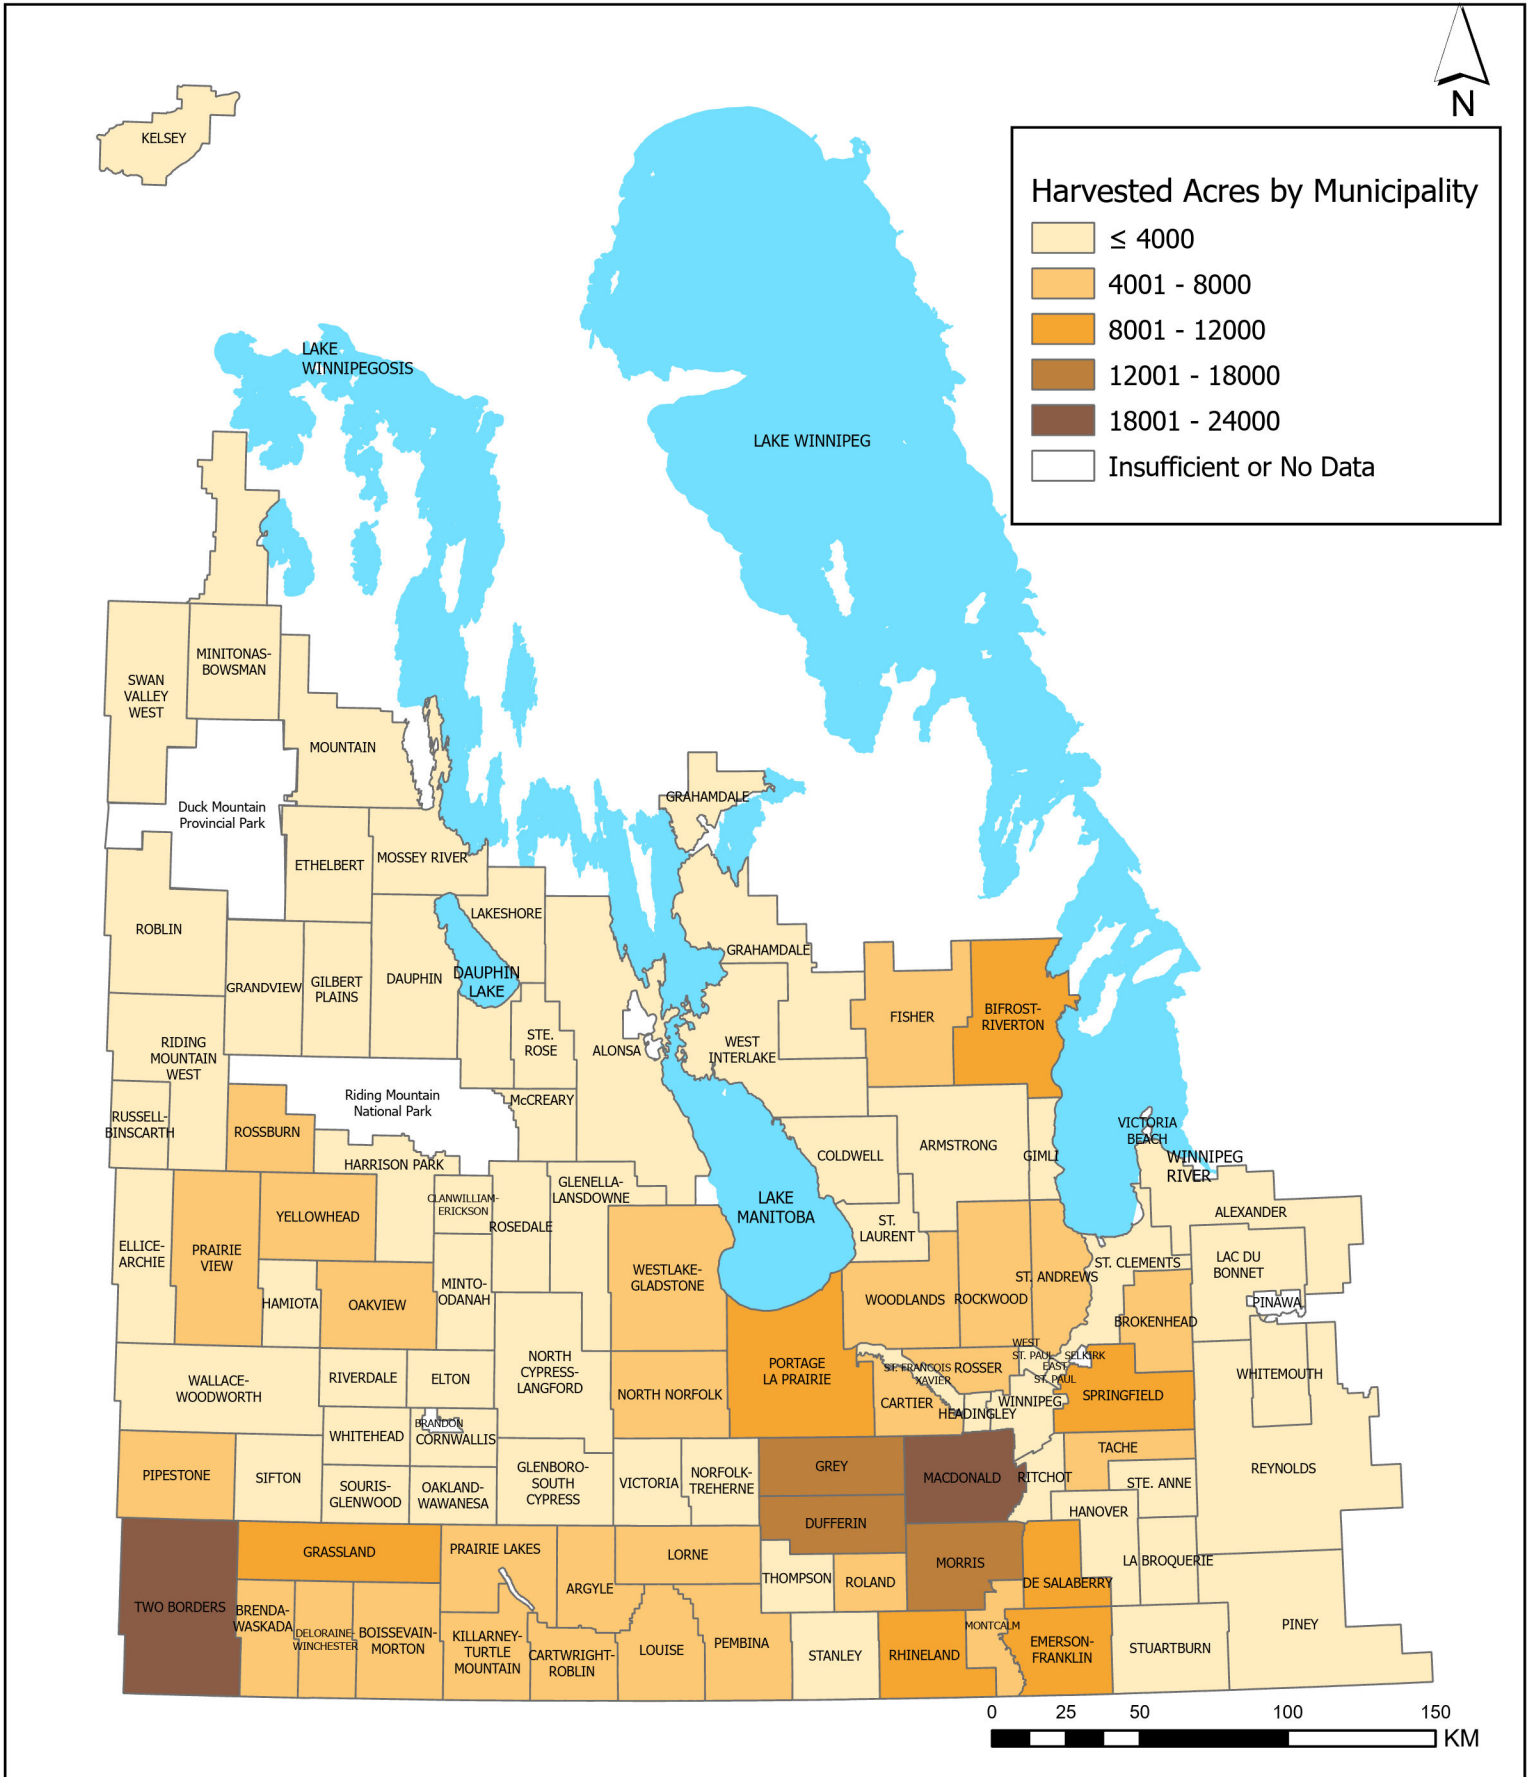 N
Harvested Acres by Municipality
≤ 4000
4001 - 8000
8001 - 12000
12001 - 18000
18001 - 24000
Insufficient or No Data
KELSEY
LAKE
WINNIPEGOSIS
LAKE WINNIPEG
MINITONAS-
BOWSMAN
SWAN
VALLEY
WEST
MOUNTAIN
Duck Mountain
Provincial Park
GRAHAMDALE
ETHELBERT
MOSSEY RIVER
ROBLIN
LAKESHORE
GRAHAMDALE
GRANDVIEW
GILBERT
PLAINS
DAUPHIN
DAUPHIN
LAKE
FISHER
BIFROST-
RIVERTON
RIDING
MOUNTAIN
WEST
STE.
ROSE
ALONSA
WEST
INTERLAKE
Riding Mountain
National Park
McCREARY
RUSSELL-
BINSCARTH
ROSSBURN
VICTORIA
BEACH
HARRISON PARK
COLDWELL
ARMSTRONG
GIMLI
WINNIPEG
RIVER
CLANWILLIAM-
ERICKSON
GLENELLA-
LANSDOWNE
ROSEDALE
LAKE
MANITOBA
ST.
LAURENT
ALEXANDER
YELLOWHEAD
ELLICE-
ARCHIE
PRAIRIE
VIEW
WESTLAKE-
GLADSTONE
ST. ANDREWS
ST. CLEMENTS
LAC DU
BONNET
MINTO-
ODANAH
HAMIOTA
OAKVIEW
WOODLANDS
ROCKWOOD
PINAWA
BROKENHEAD
WEST
ST. PAUL
SELKIRK
EAST
ST. PAUL
NORTH
CYPRESS-
LANGFORD
PORTAGE
LA PRAIRIE
ST. FRANCOIS
XAVIER
ROSSER
WHITEMOUTH
WALLACE-
WOODWORTH
RIVERDALE
ELTON
NORTH NORFOLK
CARTIER
HEADINGLEY
WINNIPEG
SPRINGFIELD
BRANDON
CORNWALLIS
WHITEHEAD
TACHE
PIPESTONE
SIFTON
SOURIS-
GLENWOOD
OAKLAND-
WAWANESA
GLENBORO-
SOUTH
CYPRESS
VICTORIA
NORFOLK-
TREHERNE
GREY
MACDONALD
RITCHOT
STE. ANNE
REYNOLDS
HANOVER
DUFFERIN
GRASSLAND
PRAIRIE LAKES
LORNE
MORRIS
LA BROQUERIE
ARGYLE
THOMPSON
ROLAND
DE SALABERRY
TWO BORDERS
BRENDA-
WASKADA
DELORAINE-
WINCHESTER
BOISSEVAIN-
MORTON
KILLARNEY-
TURTLE
MOUNTAIN
CARTWRIGHT-
ROBLIN
LOUISE
PEMBINA
STANLEY
RHINELAND
MONTCALM
EMERSON-
FRANKLIN
STUARTBURN
PINEY
0 25 50 100 150
KM